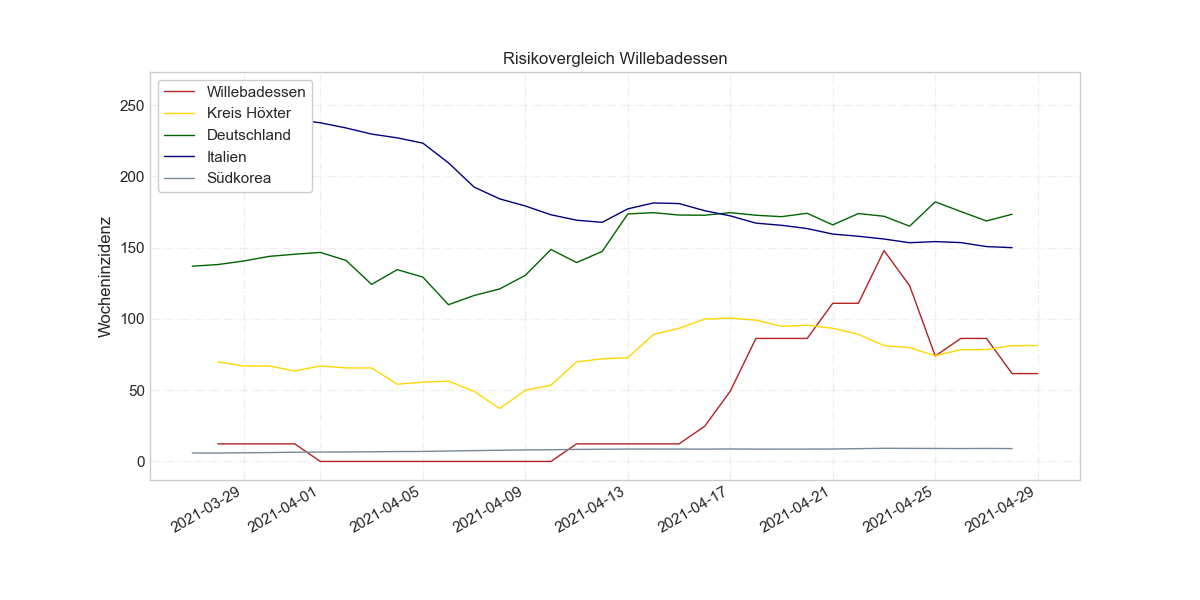 Risikovergleich Willebadessen
Willebadessen
Kreis Höxter
Deutschland
Italien
Südkorea
Wocheninzidenz
250
200
150
100
50
0
2021-03-29
2021-04-01
2021-04-05
2021-04-09
2021-04-13
2021-04-17
2021-04-21
2021-04-25
2021-04-29